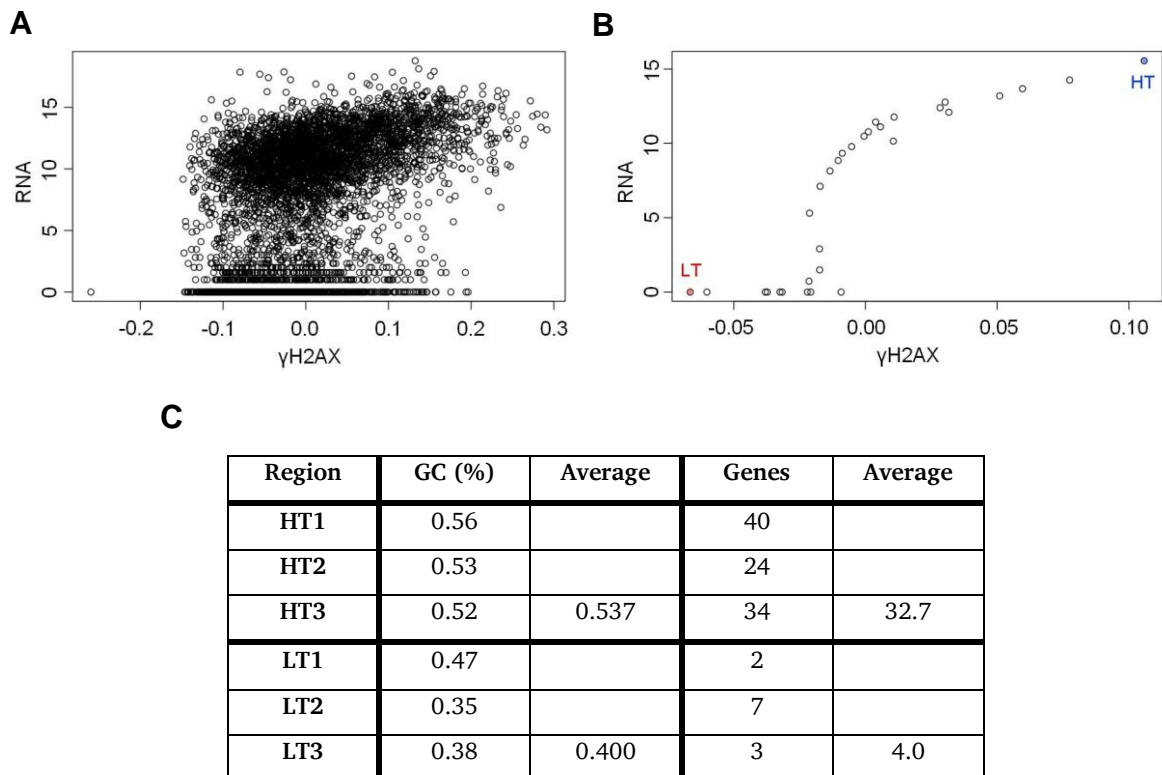 A
RNA
15
10
5
0
-0.2 -0.1 0.0 0.1 0.2 0.3
γH2AX
B
RNA
15
10
5
0
HT
LT
-0.05 0.00 0.05 0.10
γH2AX
C
Region GC (%) Average Genes Average
HT1 0.56 40
HT2 0.53 24
HT3 0.52 0.537 34 32.7
LT1 0.47 2
LT2 0.35 7
LT3 0.38 0.400 3 4.0